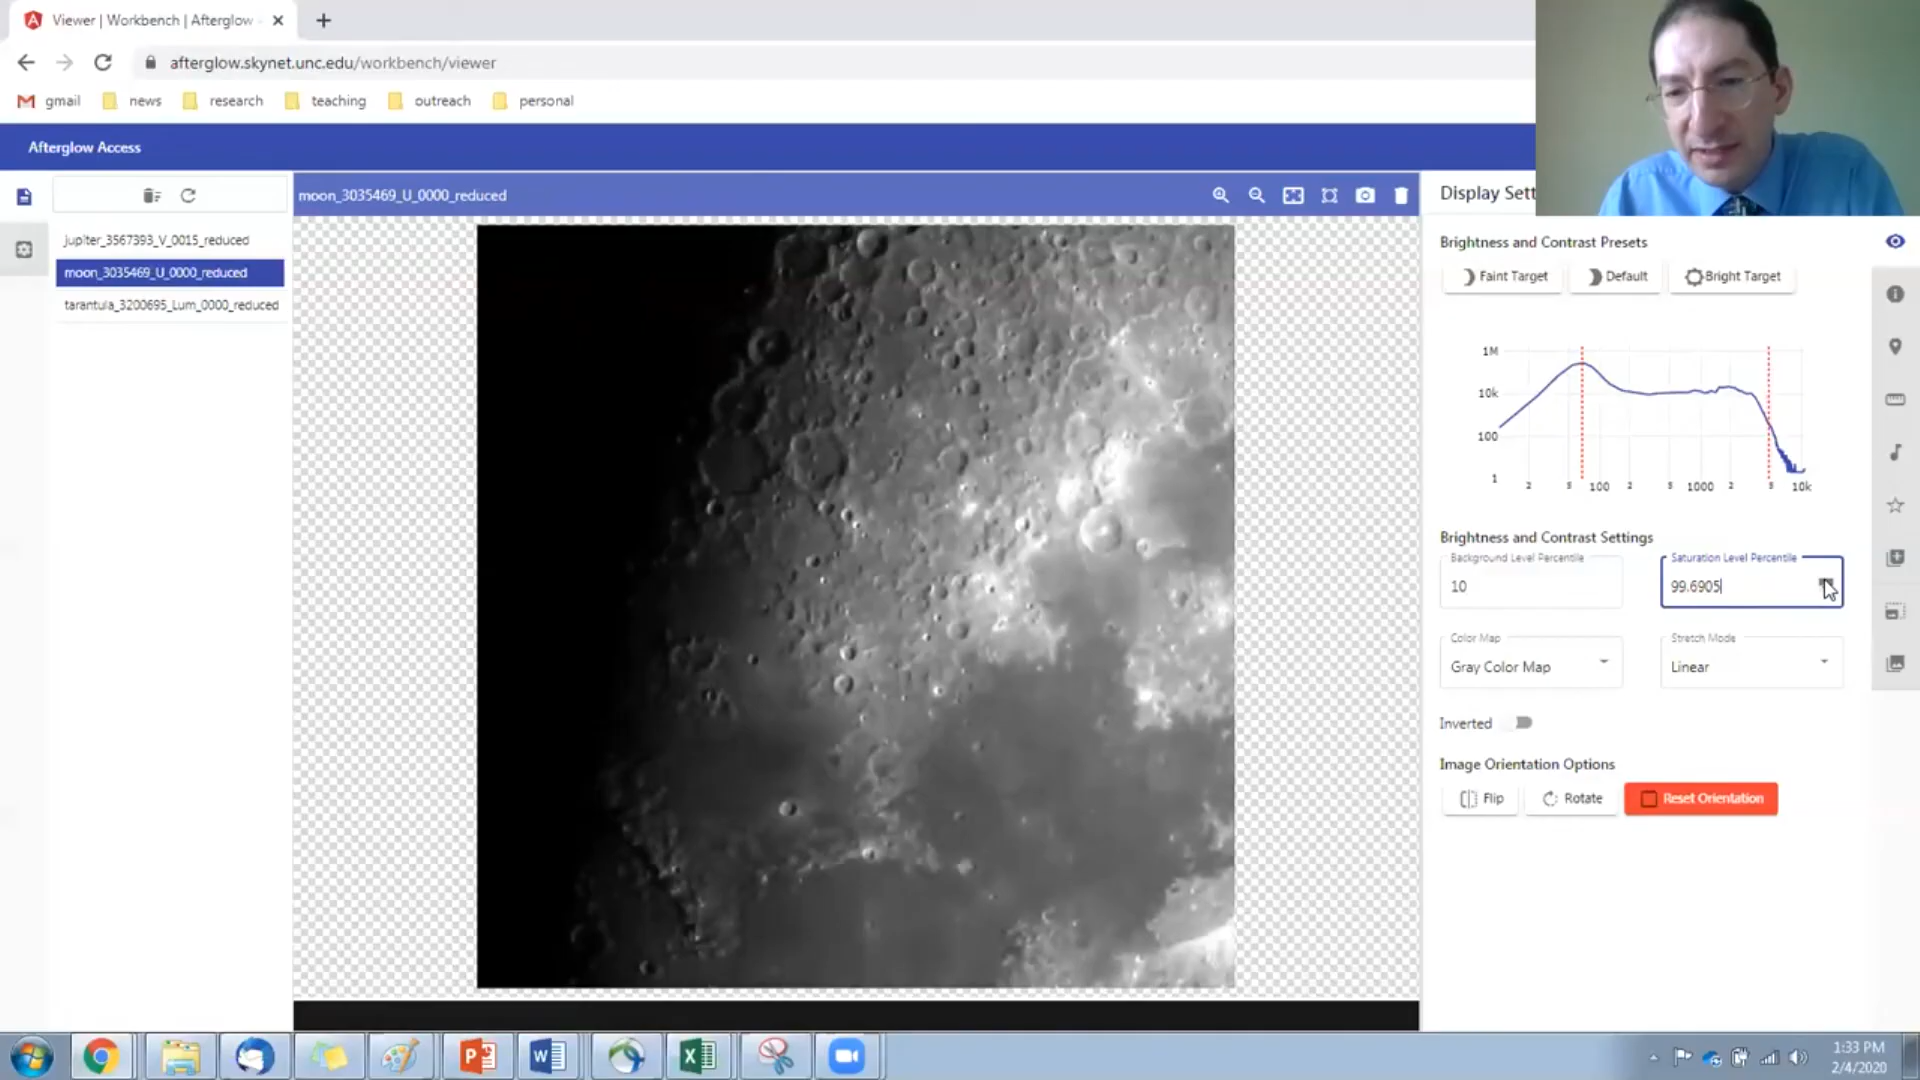 Viewer | Workbench | Afterglow
afterglow.skynet.unc.edu/workbench/viewer
gmail
news
research
teaching
outreach
personal
Afterglow Access
jupiter_3567393_V_0015_reduced
moon_3035469_U_0000_reduced
tarantula_3200695_Lum_0000_reduced
moon_3035469_U_0000_reduced
Display Sett
Brightness and Contrast Presets
Faint Target
Default
Bright Target
1M
10k
100
1
2 5 100 2 5 1000 2 5 10k
Brightness and Contrast Settings
Background Level Percentile
10
Saturation Level Percentile
99.6905
Color Map
Gray Color Map
Stretch Mode
Linear
Inverted
Image Orientation Options
Flip
Rotate
Reset Orientation
1:33 PM
2/4/2020